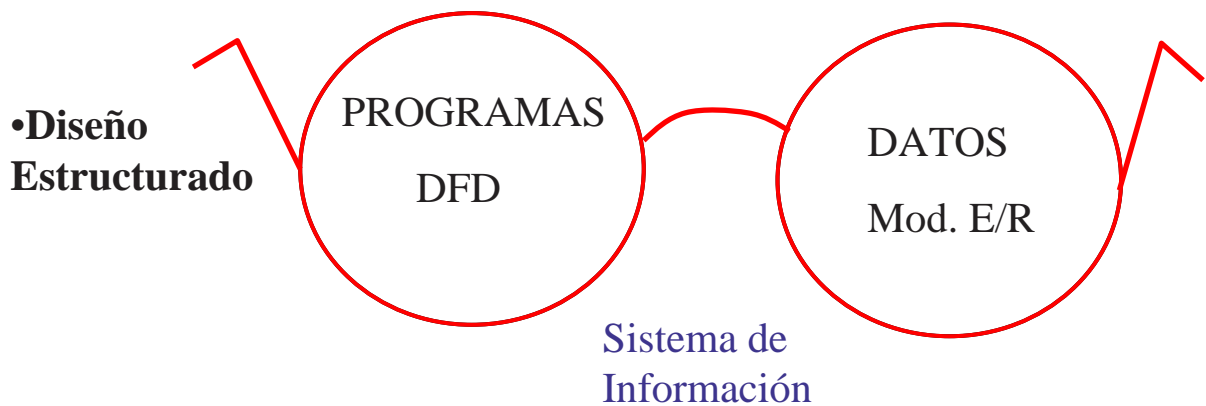 •Diseño
Estructurado
PROGRAMAS
DFD
DATOS
Mod. E/R
Sistema de
Información